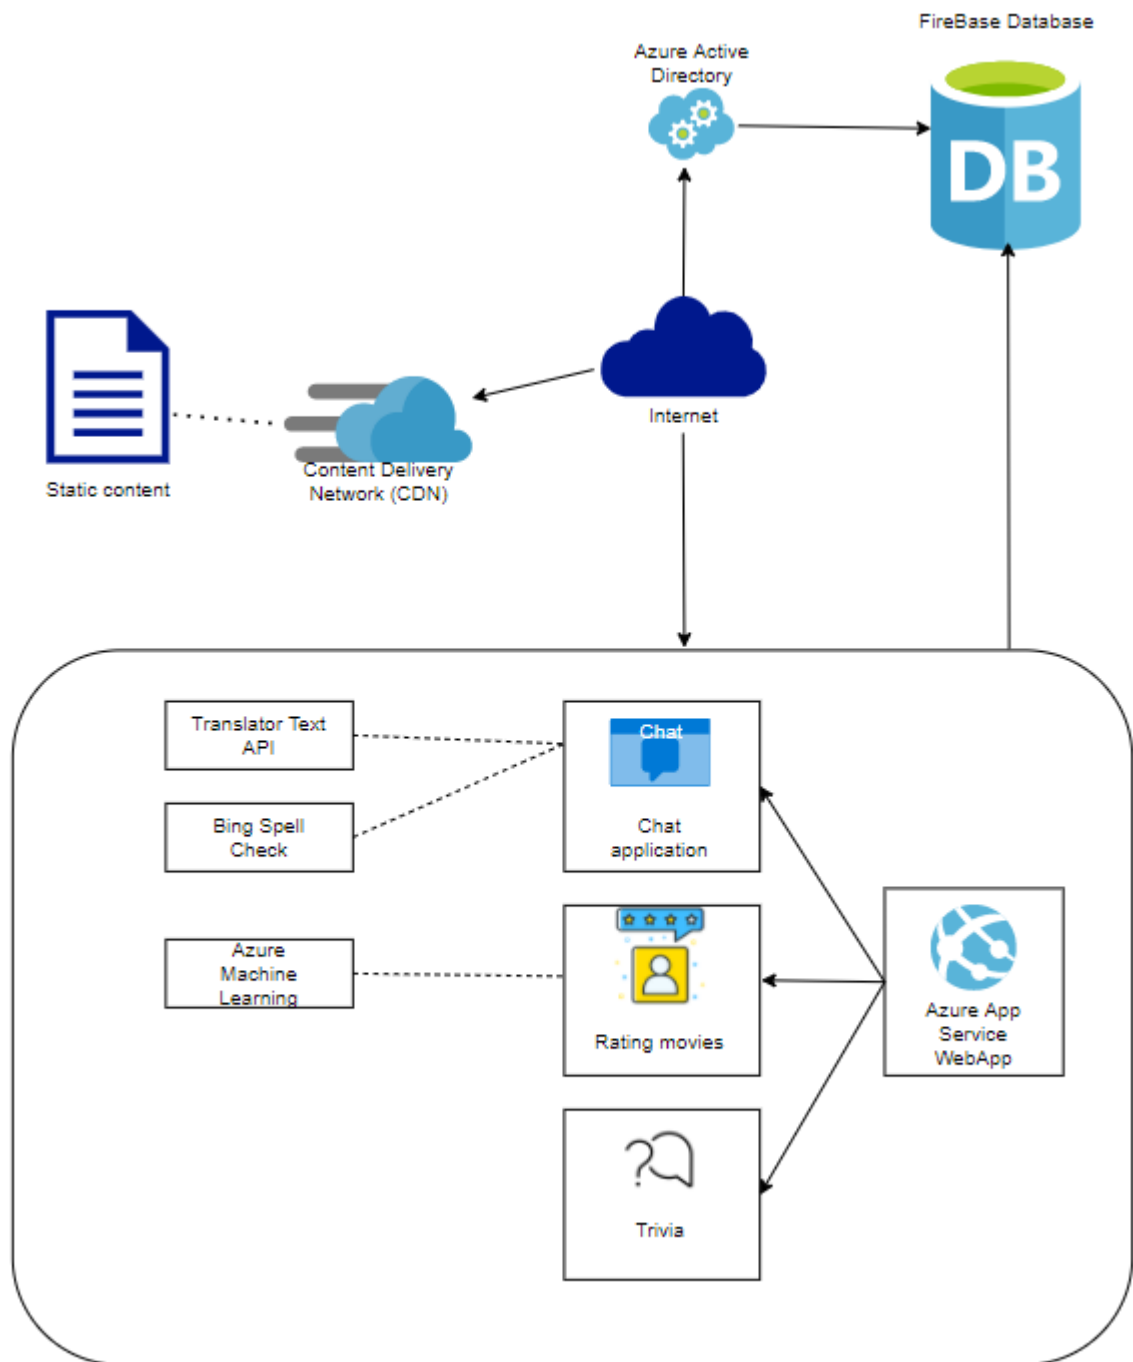 FireBase Database
Azure Active
Directory
DB
Internet
Static content
Content Delivery
Network (CDN)
Translator Text
API
Chat
Bing Spell
Check
Chat
application
Azure
Machine
Learning
Rating movies
Azure App
Service
WebApp
?
Trivia